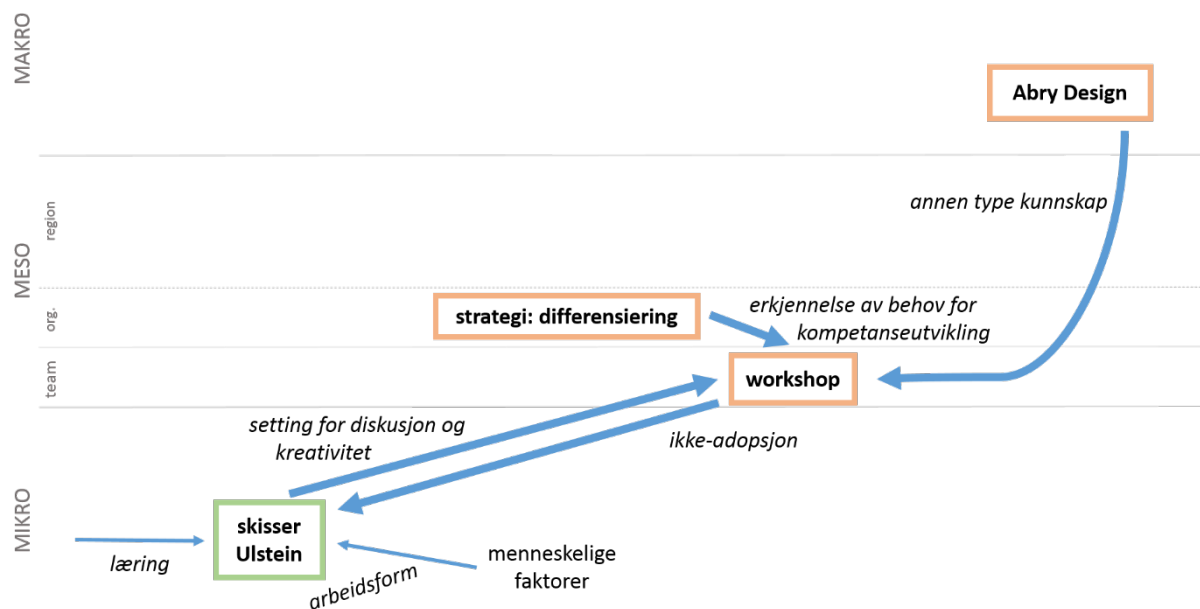 MAKRO
Abry Design
annen type kunnskap
MESO
region
org.
team
strategi: differensiering
erkjennelse av behov for
kompetanseutvikling
workshop
setting for diskusjon og
kreativitet
ikke-adopsjon
MIKRO
skisser
Ulstein
læring
arbeidsform
menneskelige
faktorer